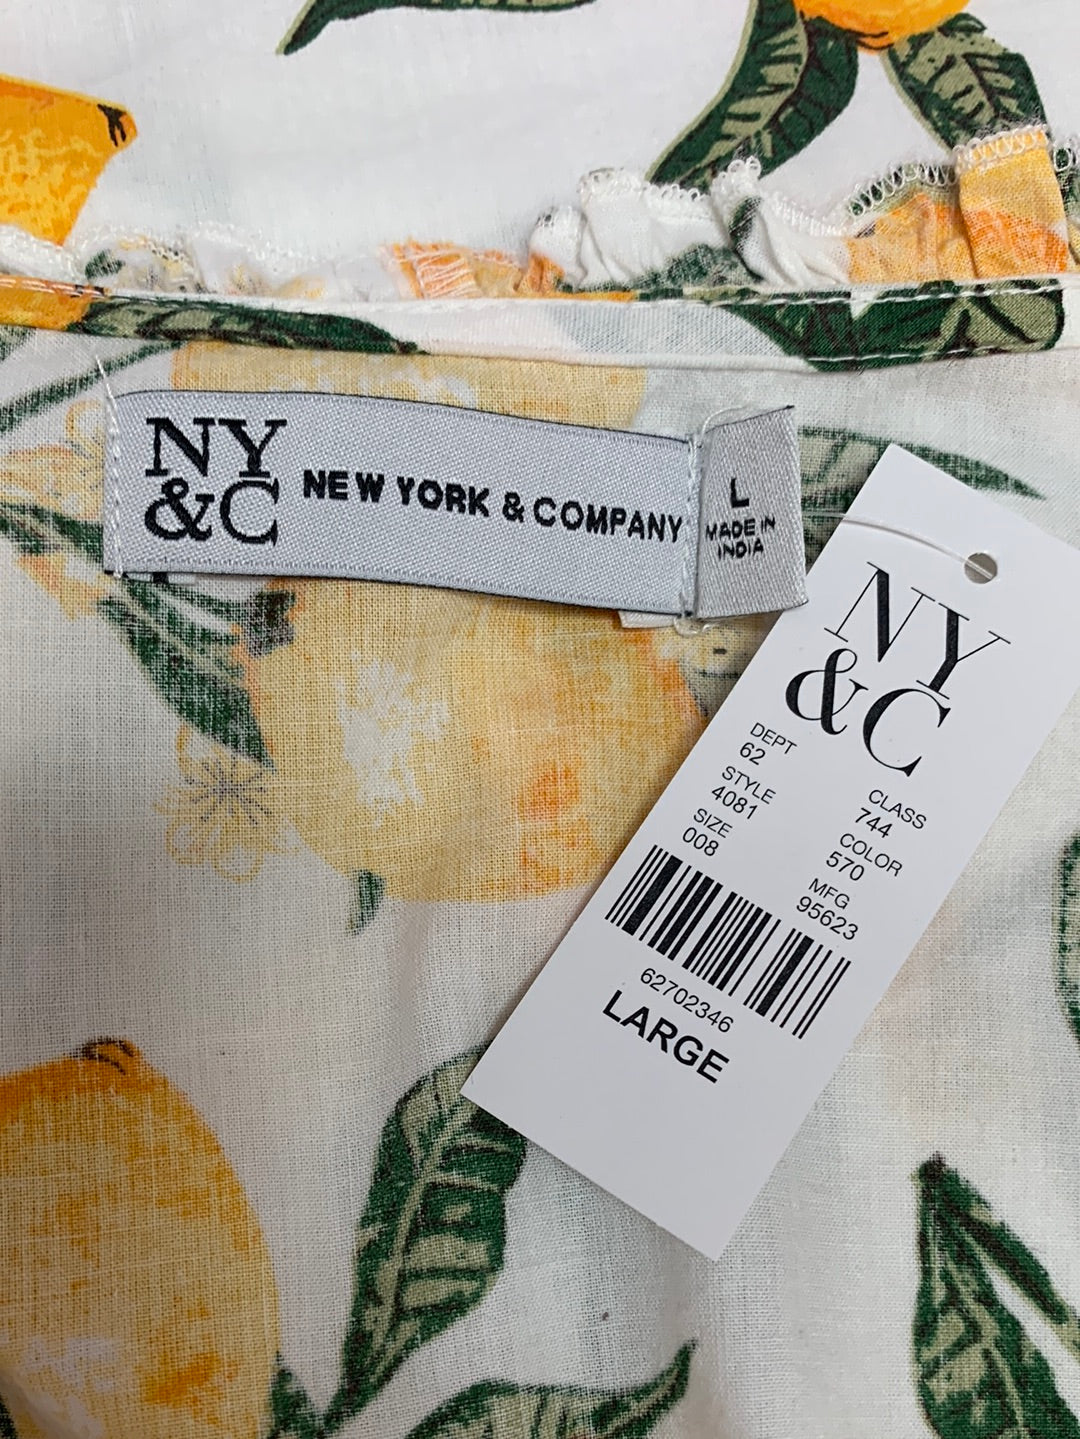 NY
&C
NEW YORK & COMPANY
L
MADE IN
INDIA
NY
&C
DEPT
62
CLASS
744
STYLE
4081
COLOR
570
SIZE
008
MFG
95623
62702346
LARGE